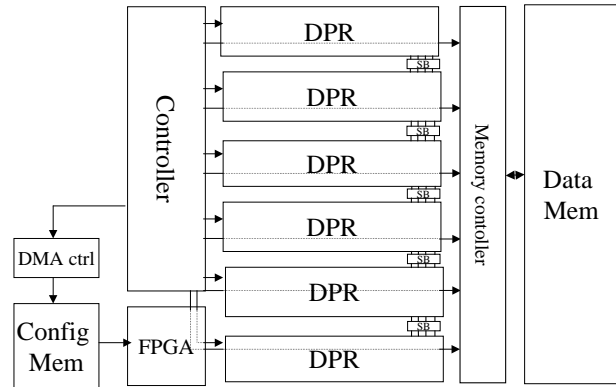 DPR
SB
DPR
SB
DPR
SB
DPR
SB
DPR
SB
DPR
Controller
Memory contoller
Data
Mem
DMA ctrl
Config
Mem
FPGA